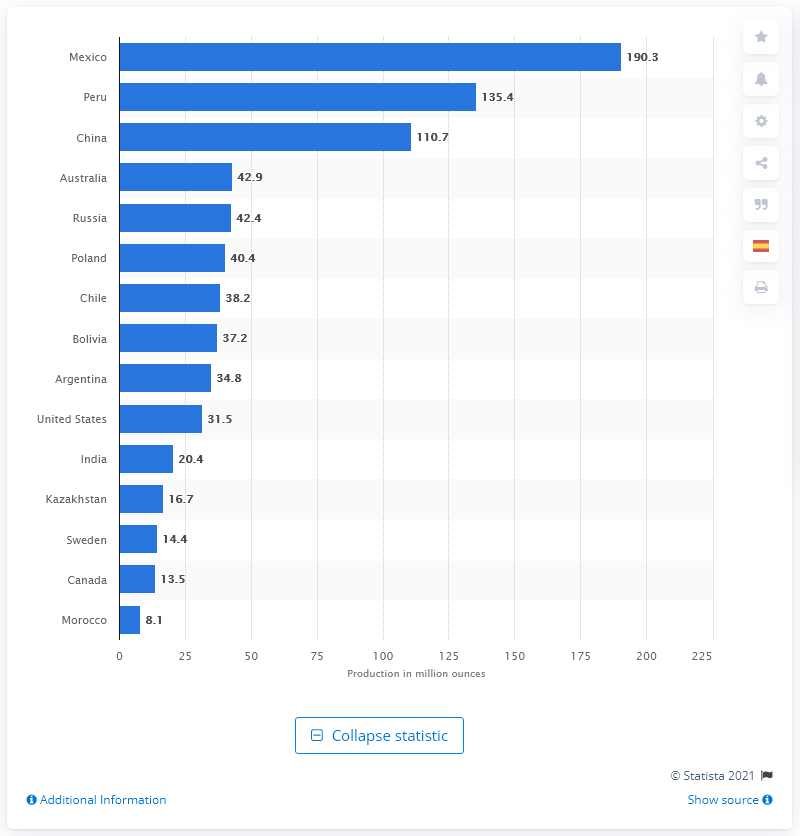 Mexico 190.3
Peru 135.4
China 110.7
Australia 42.9
Russia 42.4
Poland 40.4
Chile 38.2
Bolivia 37.2
Argentina 34.8
United States 31.5
India 20.4
Kazakhstan 16.7
Sweden 14.4
Canada 13.5
Morocco 8.1
0 25 50 75 100 125 150 175 200 225
Production in million ounces
Collapse statistic
© Statista 2021
Additional Information
Show source